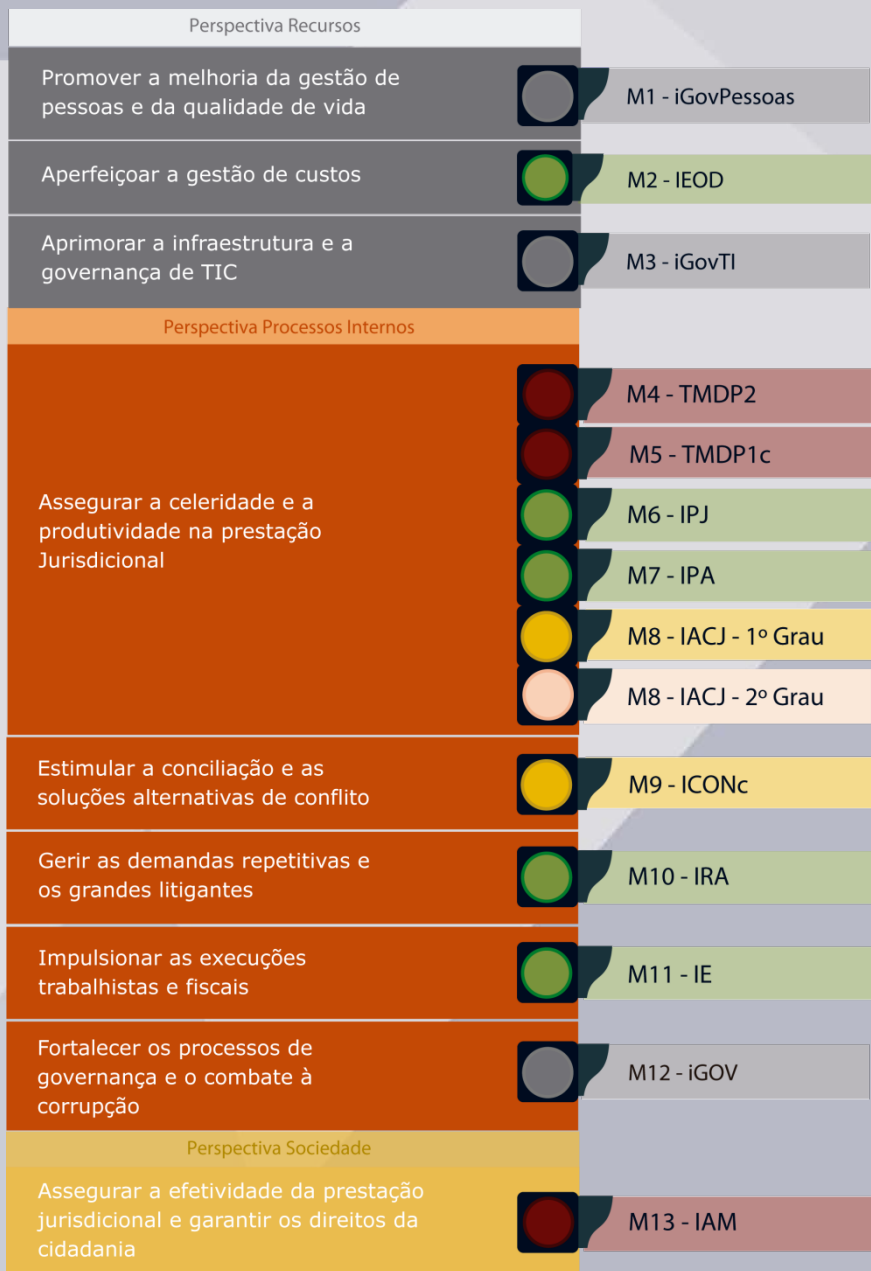 Perspectiva Recursos
Promover a melhoria da gestão de
pessoas e da qualidade de vida
M1 - iGovPessoas
Aperfeiçoar a gestão de custos
M2 - IEOD
Aprimorar a infraestrutura e a
governança de TIC
M3 - iGovTI
Perspectiva Processos Internos
Assegurar a celeridade e a
produtividade na prestação
Jurisdicional
M4 - TMDP2
M5 - TMDP1c
M6 - IPJ
M7 - IPA
M8 - IACJ - 1º Grau
M8 - IACJ - 2º Grau
Estimular a conciliação e as
soluções alternativas de conflito
M9 - ICONc
Gerir as demandas repetitivas e
os grandes litigantes
M10 - IRA
Impulsionar as execuções
trabalhistas e fiscais
M11 - IE
Fortalecer os processos de
governança e o combate à
corrupção
M12 - iGOV
Perspectiva Sociedade
Assegurar a efetividade da prestação
jurisdicional e garantir os direitos da
cidadania
M13 - IAM